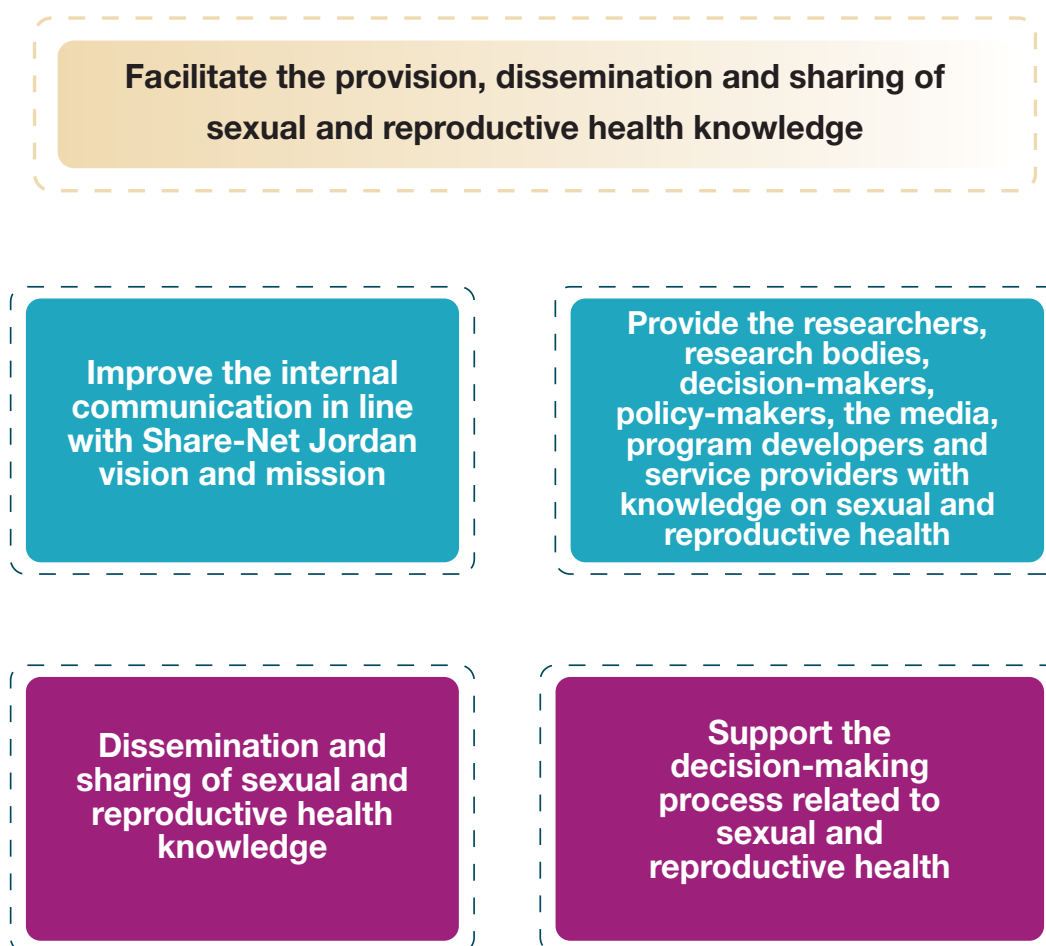 Facilitate the provision, dissemination and sharing of
sexual and reproductive health knowledge
Improve the internal
communication in line
with Share-Net Jordan
vision and mission
Provide the researchers,
research bodies,
decision-makers,
policy-makers, the media,
program developers and
service providers with
knowledge on sexual and
reproductive health
Dissemination and
sharing of sexual and
reproductive health
knowledge
Support the
decision-making
process related to
sexual and
reproductive health